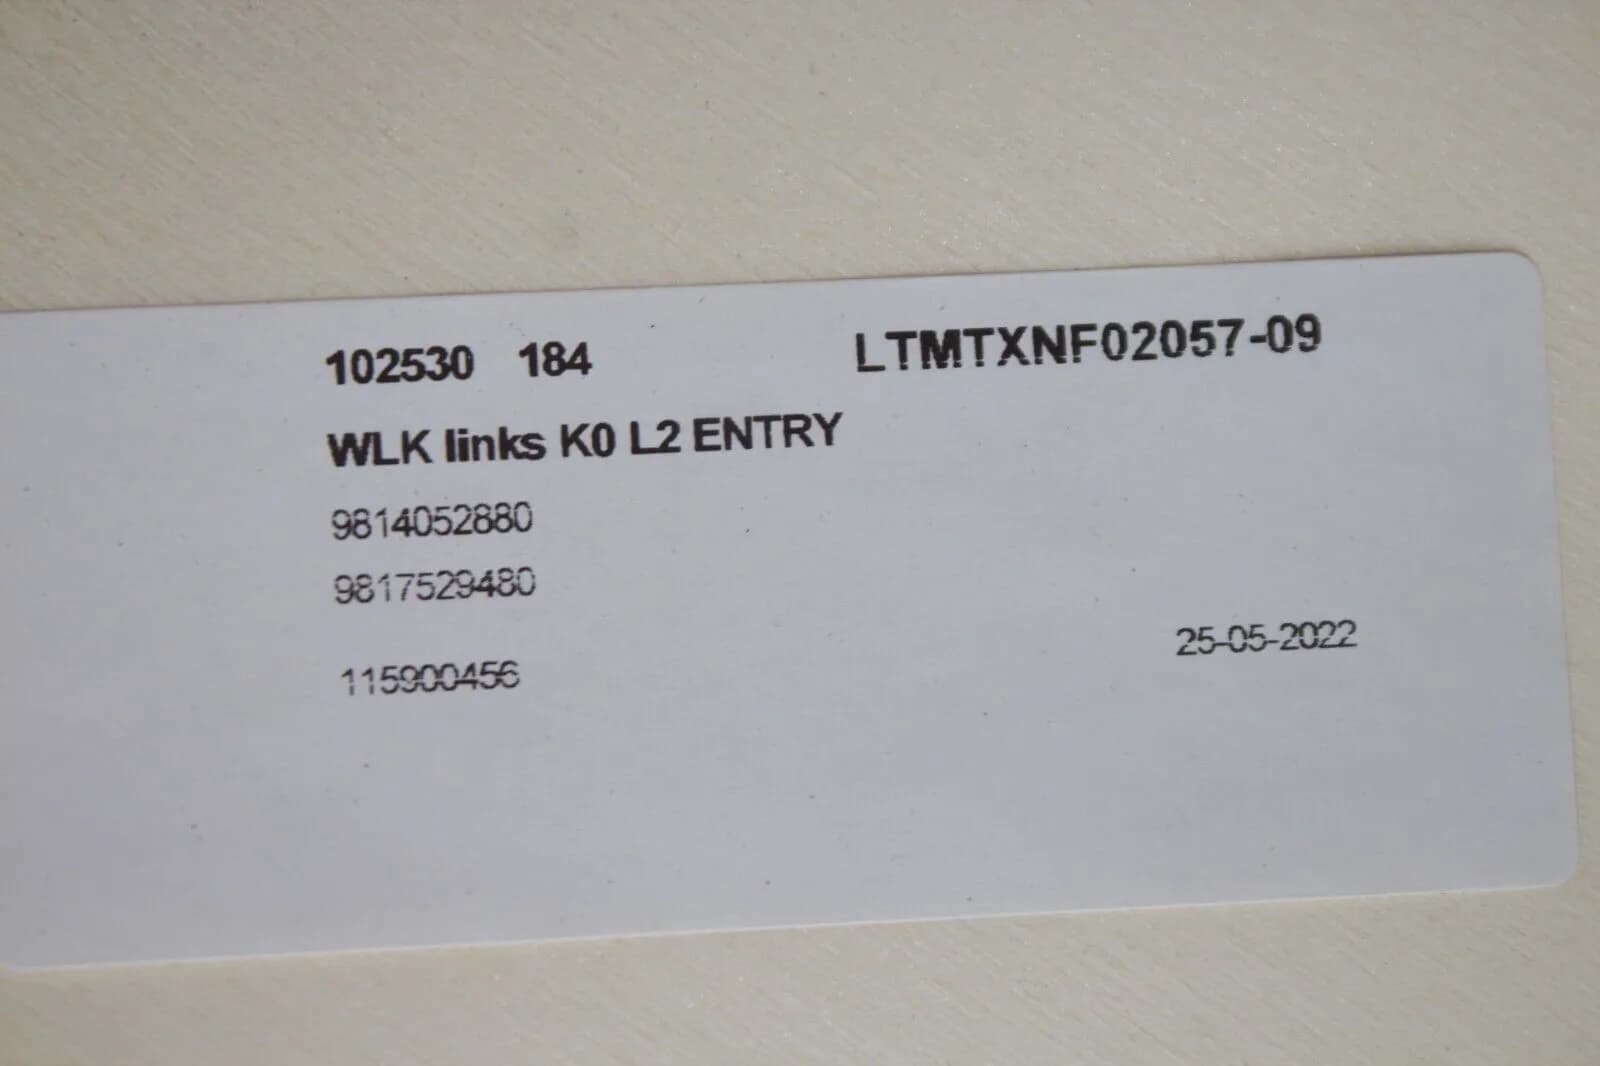 102530 184 LTMTXNF02057-09
WLK links K0 L2 ENTRY
9814052880
9817529480
25-05-2022
115900456